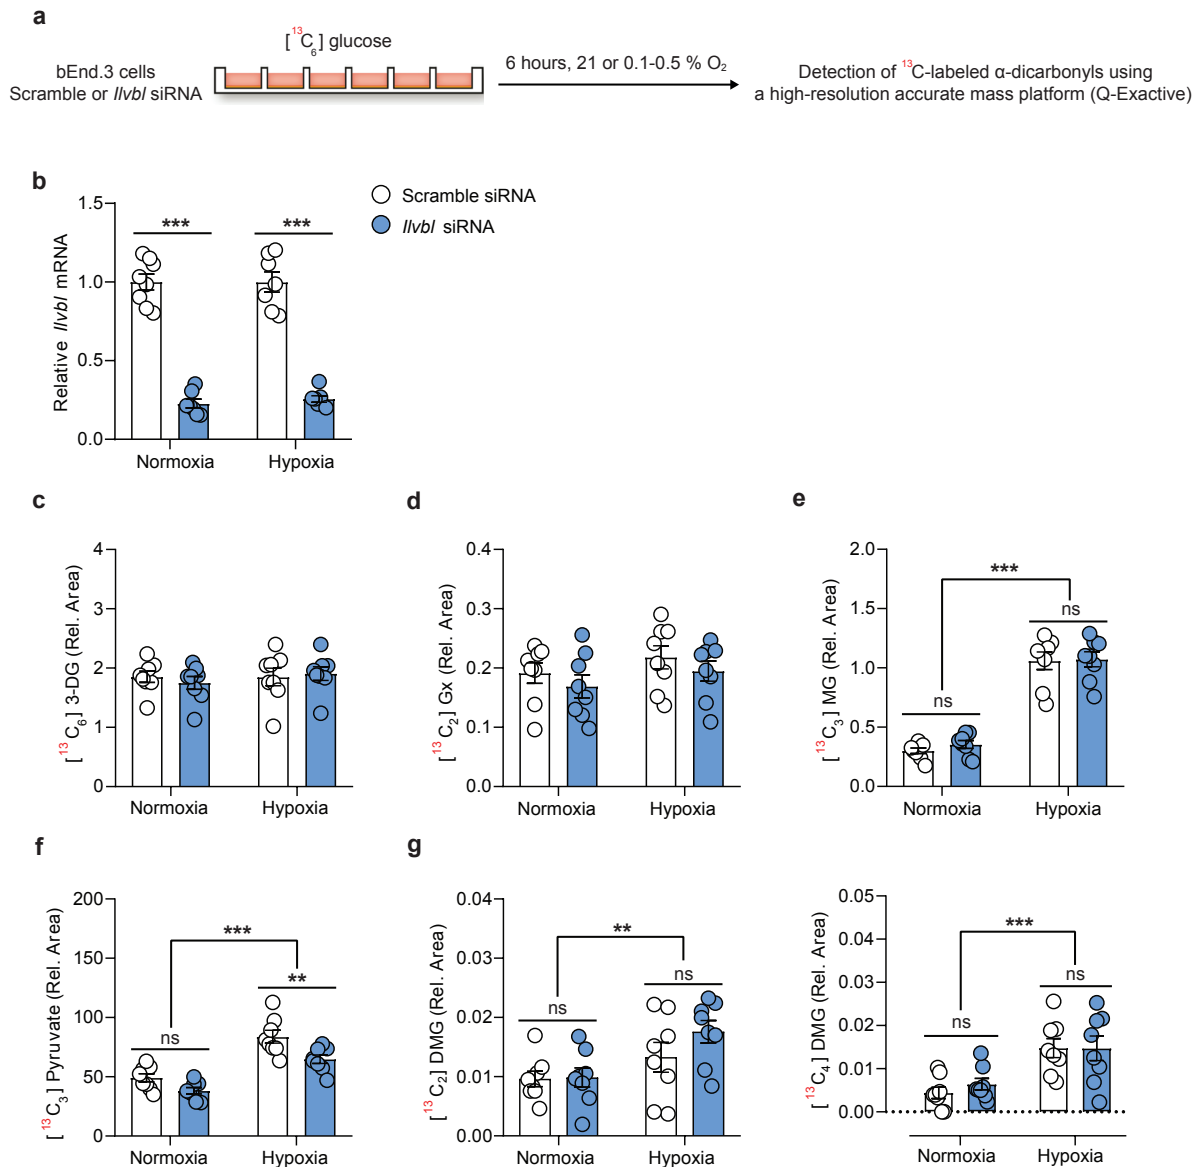 a
[¹³C₆] glucose
bEnd.3 cells
Scramble or Ilvbl siRNA
6 hours, 21 or 0.1-0.5 % O₂
Detection of ¹³C-labeled α-dicarbonyls using
a high-resolution accurate mass platform (Q-Exactive)
b
Relative Ilvbl mRNA
1.5
1.0
0.5
0.0
***
***
Normoxia
Hypoxia
Scramble siRNA
Ilvbl siRNA
c
[¹³C₆] 3-DG (Rel. Area)
4
3
2
1
0
Normoxia
Hypoxia
d
[¹³C₂] Gx (Rel. Area)
0.4
0.3
0.2
0.1
0.0
Normoxia
Hypoxia
e
[¹³C₃] MG (Rel. Area)
2.0
1.5
1.0
0.5
0
***
ns
ns
Normoxia
Hypoxia
f
[¹³C₃] Pyruvate (Rel. Area)
200
150
100
50
0
***
**
ns
Normoxia
Hypoxia
g
[¹³C₂] DMG (Rel. Area)
0.04
0.03
0.02
0.01
0.00
**
ns
ns
Normoxia
Hypoxia
[¹³C₄] DMG (Rel. Area)
0.05
0.04
0.03
0.02
0.01
0.00
***
ns
ns
Normoxia
Hypoxia